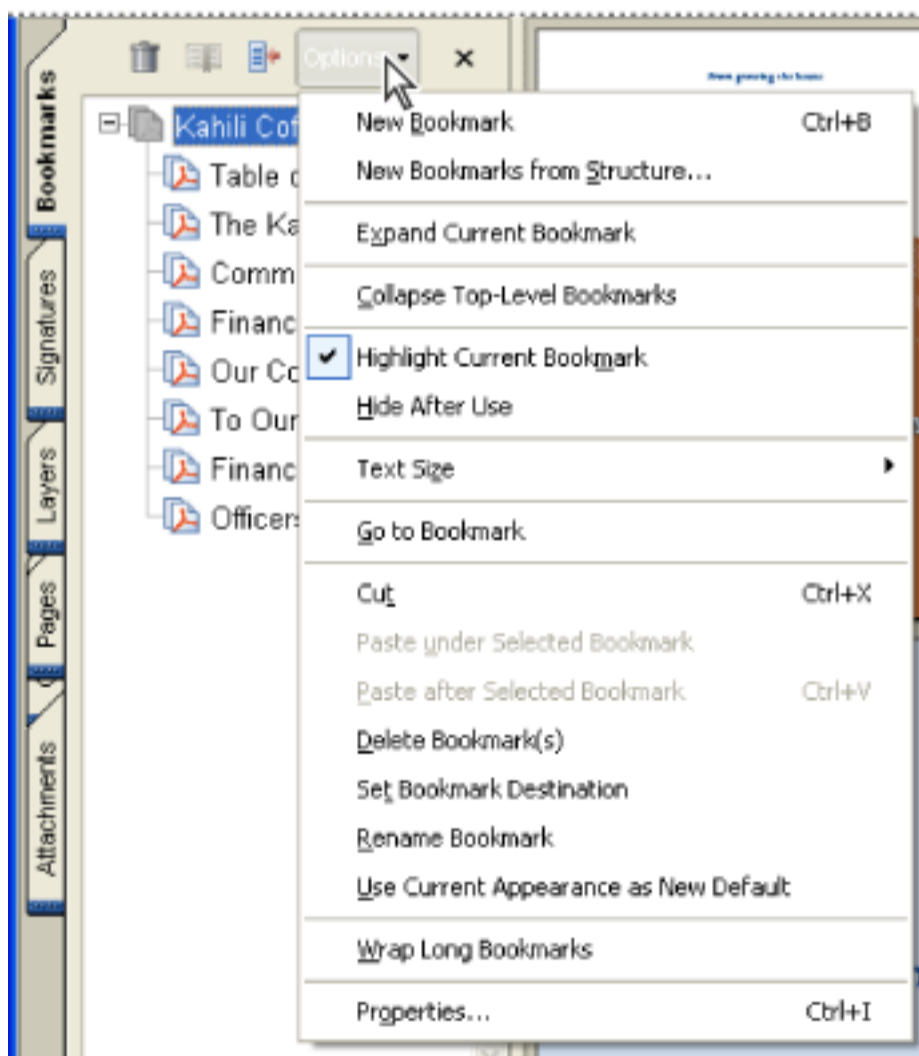 Options
Bookmarks
Signatures
Layers
Pages
Attachments
Kahili Cof
Table
The Ka
Comm
Financ
Our Co
To Our
Financ
Officers
New Bookmark Ctrl+B
New Bookmarks from Structure...
Expand Current Bookmark
Collapse Top-Level Bookmarks
Highlight Current Bookmark
Hide After Use
Text Size
Go to Bookmark
Cut Ctrl+X
Paste under Selected Bookmark
Paste after Selected Bookmark Ctrl+V
Delete Bookmark(s)
Set Bookmark Destination
Rename Bookmark
Use Current Appearance as New Default
Wrap Long Bookmarks
Properties... Ctrl+I